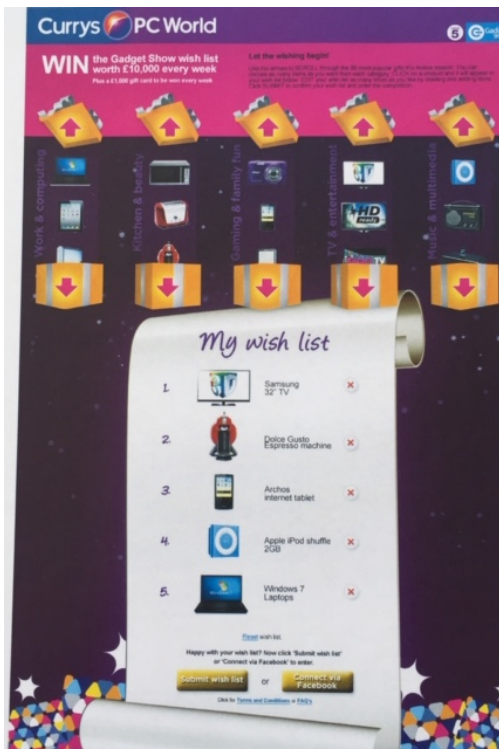 Currys PC World
5
WIN the Gadget Show wish list
worth £10,000 every week
Plus a £1,000 gift card to be won every week
Let the wishing begin!
Work & computing
Kitchen & beauty
Gaming & family fun
TV & entertainment
Music & multimedia
HD
ready
My wish list
1.
Samsung
32" TV
2.
Dolce Gusto
Espresso machine
3.
Archos
internet tablet
4.
Apple iPod shuffle
2GB
5.
Windows 7
Laptops
Reset wish list.
Happy with your wish list? Now click 'Submit wish list'
or 'Connect via Facebook' to enter.
Submit wish list
or
Connect via
Facebook
Click for Terms and Conditions & FAQ's